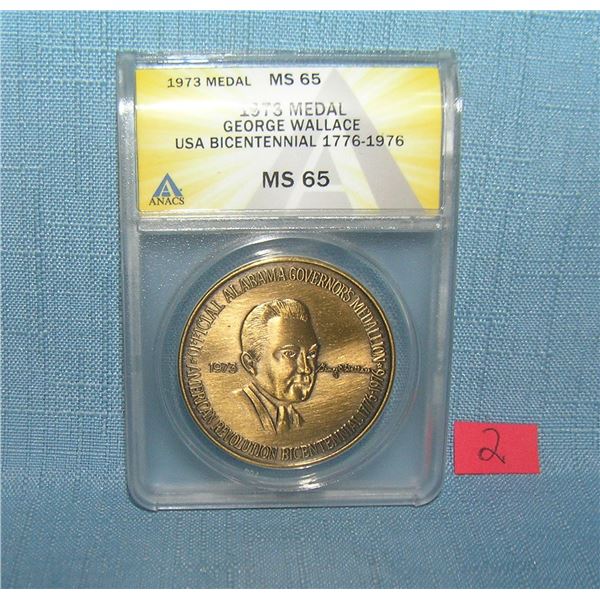 1973 MEDAL MS 65
1973 MEDAL
GEORGE WALLACE
USA BICENTENNIAL 1776-1976
MS 65
ANACS
OFFICIAL ALABAMA GOVERNORS MEDALLION
1973
AMERICAN REVOLUTION BICENTENNIAL 1776-1976
2